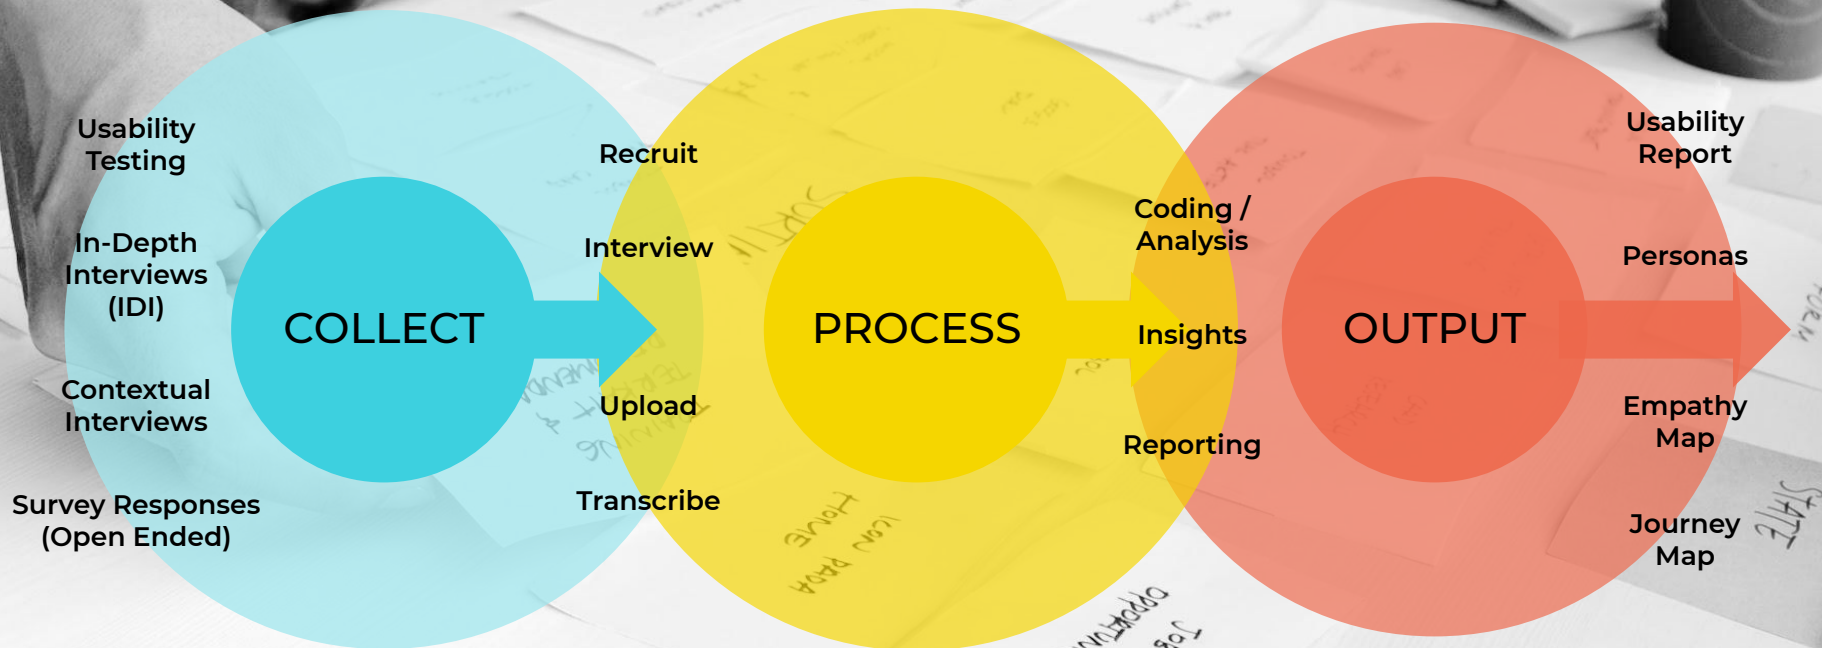 Usability
Testing
In-Depth
Interviews
(IDI)
Contextual
Interviews
Survey Responses
(Open Ended)
COLLECT
Recruit
Interview
Upload
Transcribe
PROCESS
Coding /
Analysis
Insights
Reporting
OUTPUT
Usability
Report
Personas
Empathy
Map
Journey
Map
STATE